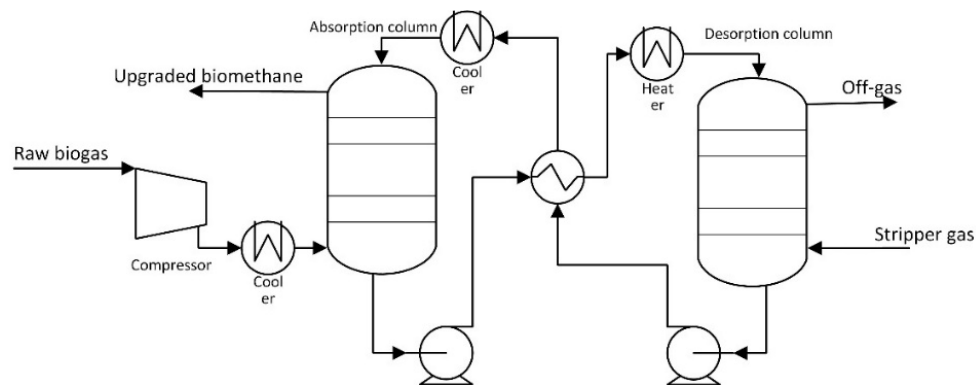 Absorption column
Cool
er
Desorption column
Heat
er
Upgraded biomethane
Off-gas
Raw biogas
Compressor
Cool
er
Stripper gas